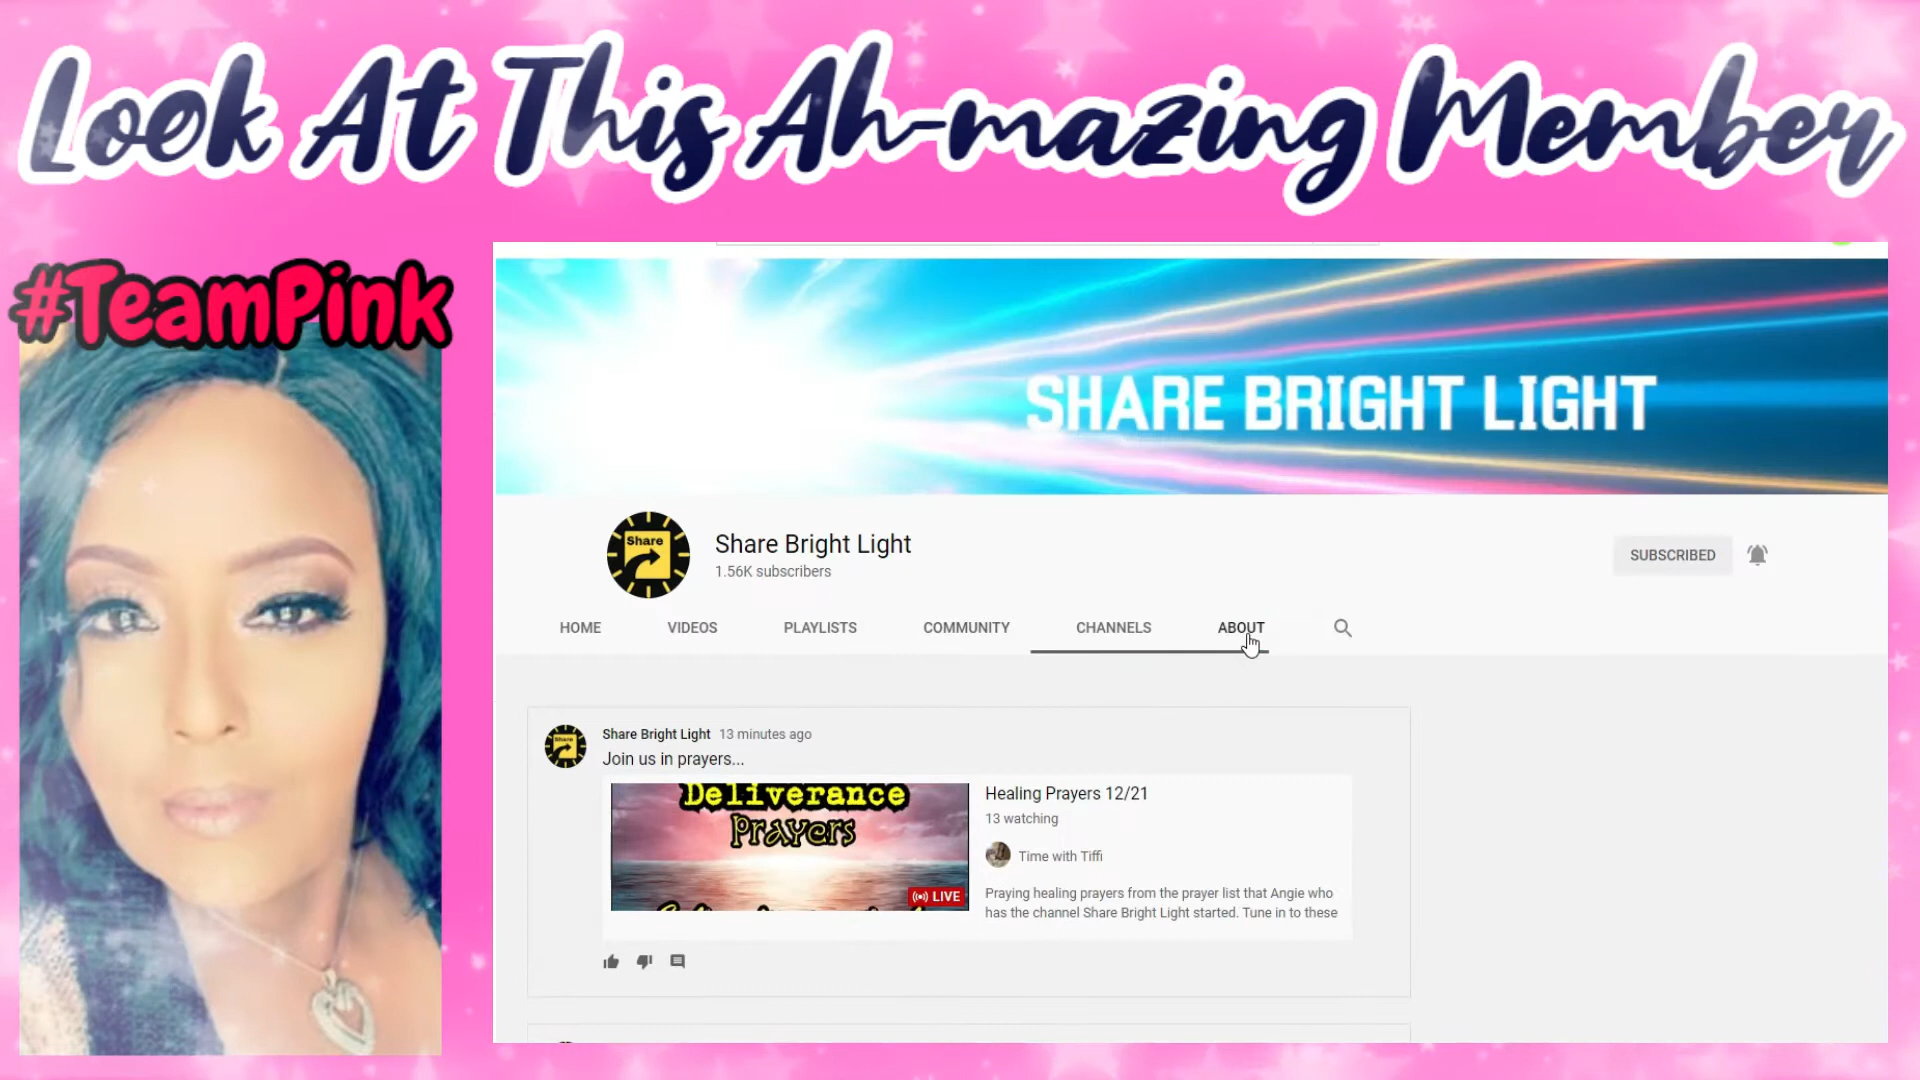 Look At This Ah-mazing Member
#TeamPink
SHARE BRIGHT LIGHT
Share
Share Bright Light
1.56K subscribers
SUBSCRIBED
HOME VIDEOS PLAYLISTS COMMUNITY CHANNELS ABOUT
Share
Share Bright Light 13 minutes ago
Join us in prayers...
Deliverance
Prayers
LIVE
Healing Prayers 12/21
13 watching
Time with Tiffi
Praying healing prayers from the prayer list that Angie who
has the channel Share Bright Light started. Tune in to these